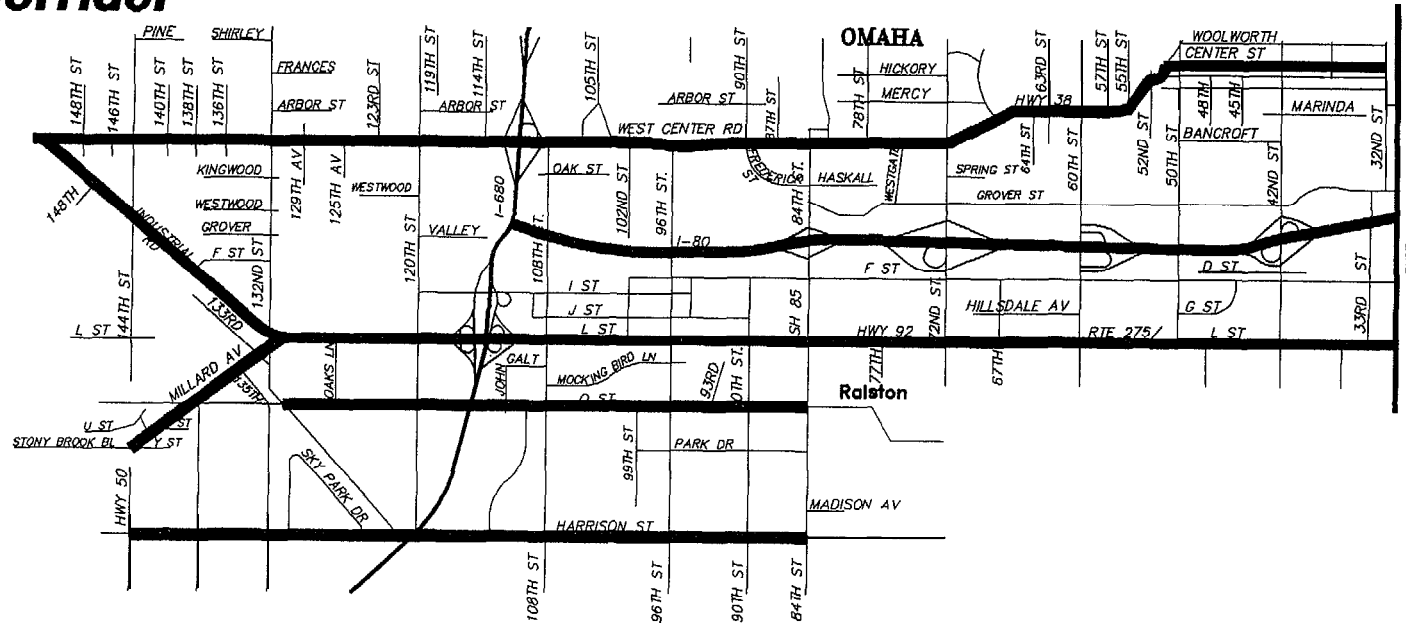 PINE
SHIRLEY
OMAHA
WOOLWORTH
CENTER ST
148TH ST
146TH ST
140TH ST
138TH ST
136TH ST
FRANCES
ARBOR ST
123RD ST
119TH ST
114TH ST
ARBOR ST
105TH ST
90TH ST
ARBOR ST
87TH ST
HICKORY
MERCY
78TH ST
63RD ST
57TH ST
55TH ST
HWY 38
48TH ST
45TH ST
MARINDA
WEST CENTER RD
BANCROFT
148TH
INDUSTRIAL
RD
KINGWOOD
WESTWOOD
GROVER
F ST
129TH AV
125TH AV
WESTWOOD
VALLEY
I-680
OAK ST
102ND ST
96TH ST.
FREDERICK
ST
HASKALL
84TH ST.
WESTGATE
SPRING ST
64TH ST
60TH ST
52ND ST
50TH ST
42ND ST
32ND ST
GROVER ST
144TH ST
132ND ST
120TH ST
108TH ST.
I-80
F ST
D ST
I ST
J ST
L ST
SH 85
HILLSDALE AV
G ST
72ND ST
33RD ST
L ST
133RD
HWY 92
RTE 275/
L ST
MILLARD AV
135TH
OAKS LN
JOHN
GALT
MOCKING BIRD LN
93RD
77TH
67TH
Ralston
U ST
STONY BROOK BL
Y ST
99TH ST
PARK DR
SKY PARK DR
HWY 50
MADISON AV
HARRISON ST
108TH ST
96TH ST
90TH ST
84TH ST